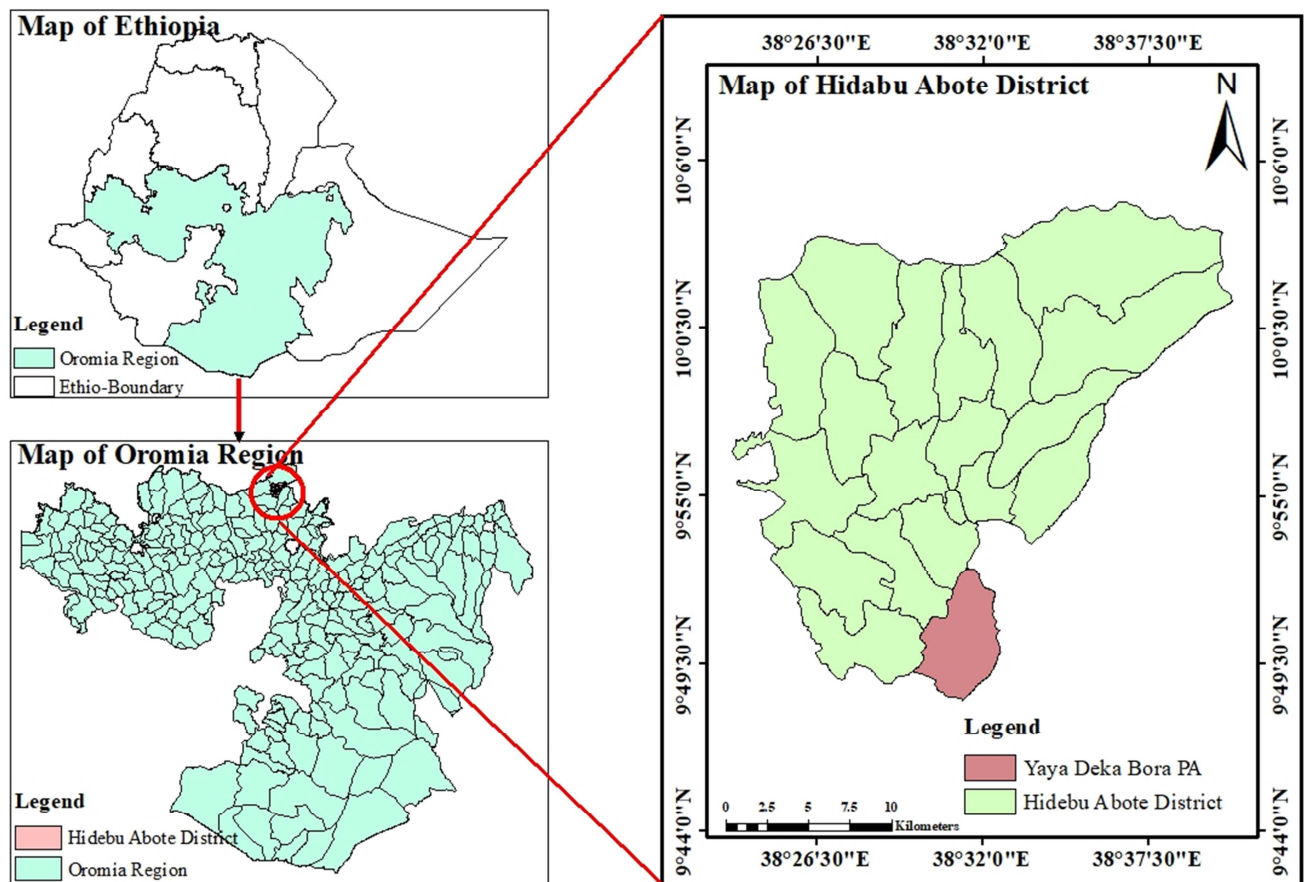 Map of Ethiopia
Legend
Oromia Region
Ethio-Boundary
Map of Oromia Region
Legend
Hidebu Abote District
Oromia Region
38°26'30"E 38°32'0"E 38°37'30"E
Map of Hidabu Abote District
N
10°6'0"N 10°6'0"N
10°0'30"N 10°0'30"N
9°55'0"N 9°55'0"N
9°49'30"N 9°49'30"N
9°44'0"N 9°44'0"N
Legend
Yaya Deka Bora PA
Hidebu Abote District
0 2.5 5 7.5 10
Kilometers
38°26'30"E 38°32'0"E 38°37'30"E